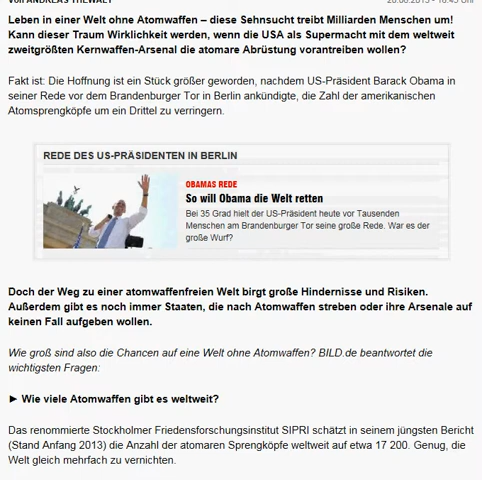 Von ANDREAS THEWALT
20.06.2013 - 16:45 Uhr
Leben in einer Welt ohne Atomwaffen – diese Sehnsucht treibt Milliarden Menschen um!
Kann dieser Traum Wirklichkeit werden, wenn die USA als Supermacht mit dem weltweit
zweitgrößten Kernwaffen-Arsenal die atomare Abrüstung vorantreiben wollen?
Fakt ist: Die Hoffnung ist ein Stück größer geworden, nachdem US-Präsident Barack Obama in
seiner Rede vor dem Brandenburger Tor in Berlin ankündigte, die Zahl der amerikanischen
Atomsprengköpfe um ein Drittel zu verringern.
REDE DES US-PRÄSIDENTEN IN BERLIN
OBAMAS REDE
So will Obama die Welt retten
Bei 35 Grad hielt der US-Präsident heute vor Tausenden
Menschen am Brandenburger Tor seine große Rede. War es der
große Wurf?
Doch der Weg zu einer atomwaffenfreien Welt birgt große Hindernisse und Risiken.
Außerdem gibt es noch immer Staaten, die nach Atomwaffen streben oder ihre Arsenale auf
keinen Fall aufgeben wollen.
Wie groß sind also die Chancen auf eine Welt ohne Atomwaffen? BILD.de beantwortet die
wichtigsten Fragen:
► Wie viele Atomwaffen gibt es weltweit?
Das renommierte Stockholmer Friedensforschungsinstitut SIPRI schätzt in seinem jüngsten Bericht
(Stand Anfang 2013) die Anzahl der atomaren Sprengköpfe weltweit auf etwa 17 200. Genug, die
Welt gleich mehrfach zu vernichten.